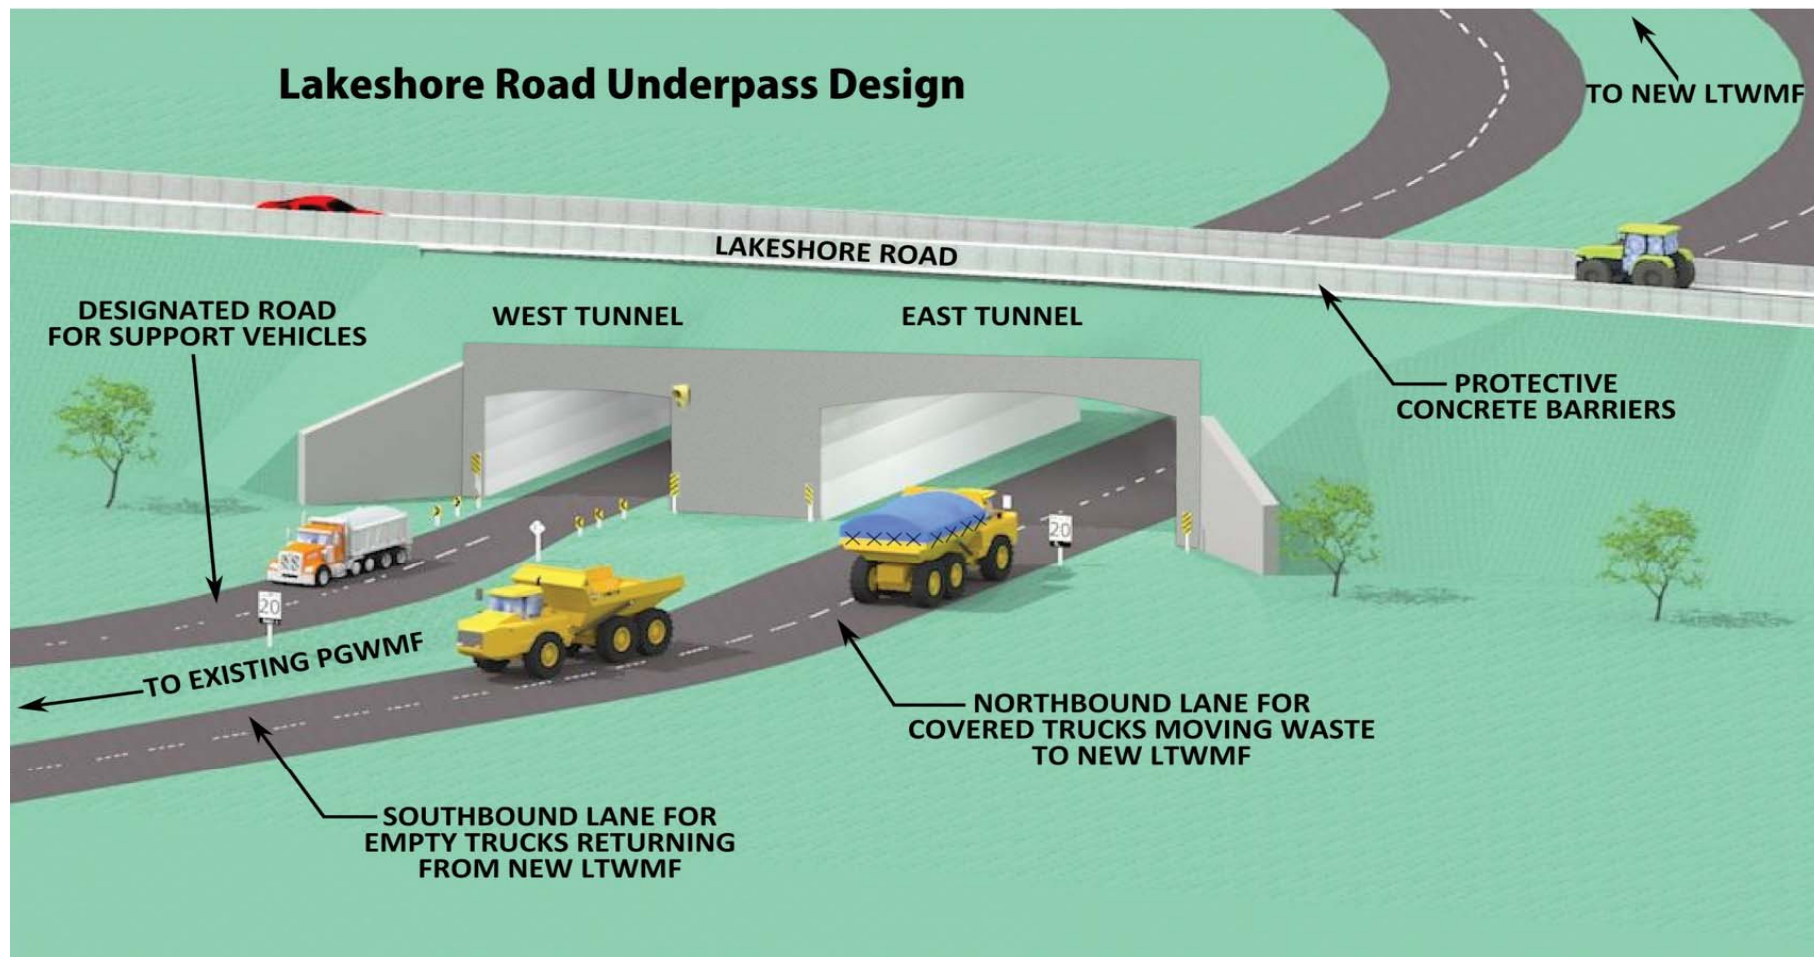 Lakeshore Road Underpass Design
TO NEW LTWMF
LAKESHORE ROAD
DESIGNATED ROAD
FOR SUPPORT VEHICLES
WEST TUNNEL
EAST TUNNEL
PROTECTIVE
CONCRETE BARRIERS
20
20
TO EXISTING PGWMF
NORTHBOUND LANE FOR
COVERED TRUCKS MOVING WASTE
TO NEW LTWMF
SOUTHBOUND LANE FOR
EMPTY TRUCKS RETURNING
FROM NEW LTWMF